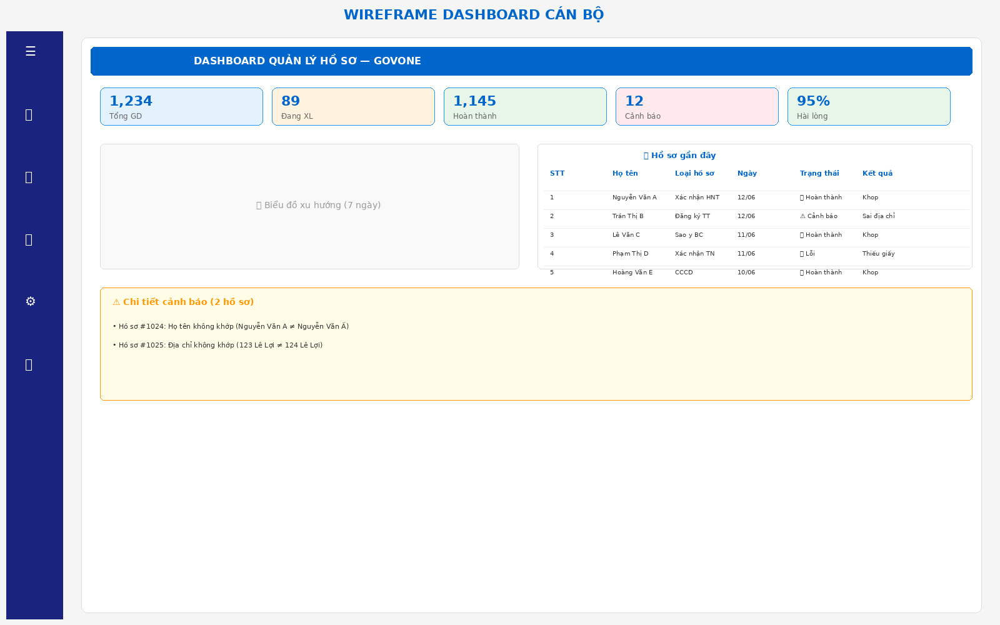 WIREFRAME DASHBOARD CÁN BỘ
DASHBOARD QUẢN LÝ HỒ SƠ — GOVONE
1,234
Tổng GD
89
Đang XL
1,145
Hoàn thành
12
Cảnh báo
95%
Hài lòng
Biểu đồ xu hướng (7 ngày)
Hồ sơ gần đây
STT Họ tên Loại hồ sơ Ngày Trạng thái Kết quả
1 Nguyễn Văn A Xác nhận HNT 12/06 Hoàn thành Khop
2 Trần Thị B Đăng ký TT 12/06 ⚠ Cảnh báo Sai địa chỉ
3 Lê Văn C Sao y BC 11/06 Hoàn thành Khop
4 Phạm Thị D Xác nhận TN 11/06 Lỗi Thiếu giấy
5 Hoàng Văn E CCCD 10/06 Hoàn thành Khop
⚠ Chi tiết cảnh báo (2 hồ sơ)
• Hồ sơ #1024: Họ tên không khớp (Nguyễn Văn A ≠ Nguyễn Văn Ấ)
• Hồ sơ #1025: Địa chỉ không khớp (123 Lê Lợi ≠ 124 Lê Lợi)